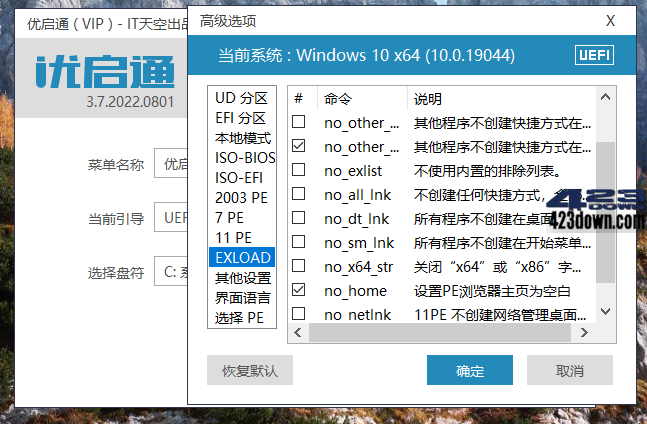 优启通（VIP）- IT天空出品
高级选项
X
当前系统 : Windows 10 x64 (10.0.19044)
UEFI
优启通
3.7.2022.0801
菜单名称
优启
当前引导
UEF
选择盘符
C: 系
UD 分区
EFI 分区
本地模式
ISO-BIOS
ISO-EFI
2003 PE
7 PE
11 PE
EXLOAD
其他设置
界面语言
选择 PE
# 命令 说明
no_other_... 其他程序不创建快捷方式在...
no_other_... 其他程序不创建快捷方式在...
no_exlist 不使用内置的排除列表。
no_all_lnk 不创建任何快捷方式，
no_dt_lnk 所有程序不创建在桌面
no_sm_lnk 所有程序不创建在开始菜单...
no_x64_str 关闭“x64”或“x86”字...
no_home 设置PE浏览器主页为空白
no_netlnk 11PE 不创建网络管理桌面...
423
DOWN
423down.com
恢复默认
确定
取消